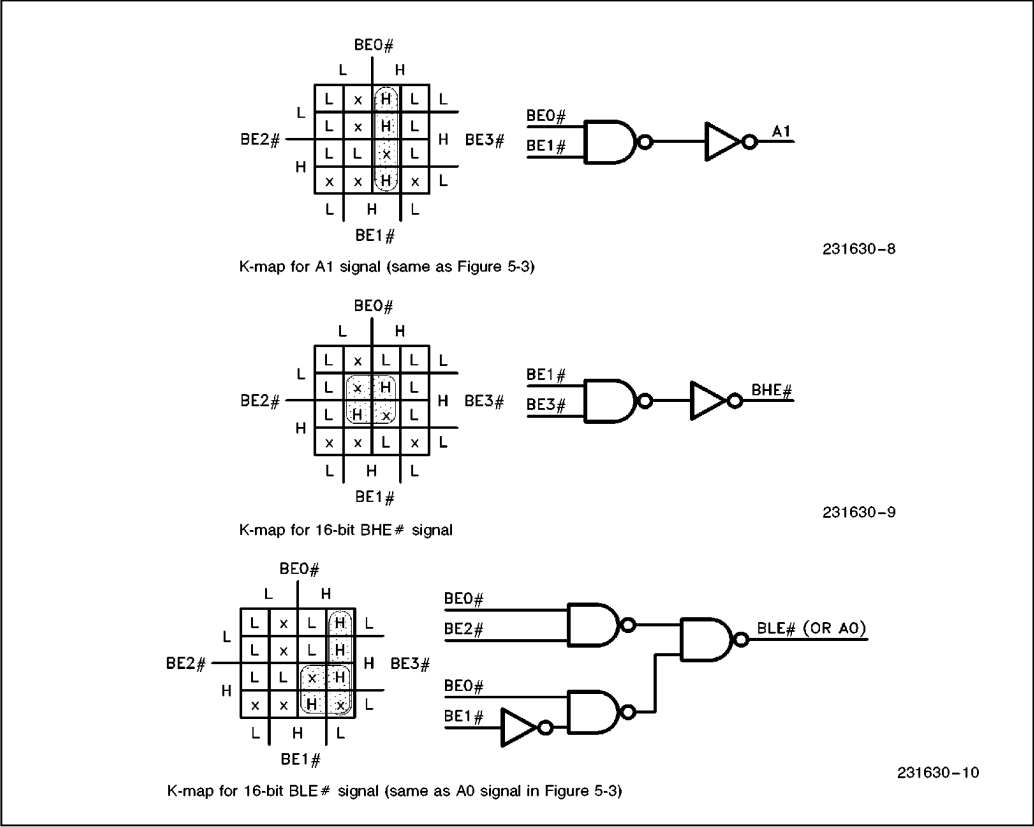 BE0#
L H
L x H L L
L
L x H L
BE2# H BE3#
L L x L
H
x x H x L
L H L
BE1#
BE0#
BE1#
A1
231630-8
K-map for A1 signal (same as Figure 5-3)
BE0#
L H
L x L L L
L
L x H L
BE2# H BE3#
L H x L
H
x x L x L
L H L
BE1#
BE1#
BE3#
BHE#
231630-9
K-map for 16-bit BHE# signal
BE0#
L H
L x L H L
L
L x L H
BE2# H BE3#
L L x H
H
x x H x L
L H L
BE1#
BE0#
BE2#
BE0#
BE1#
BLE# (OR A0)
231630-10
K-map for 16-bit BLE# signal (same as A0 signal in Figure 5-3)